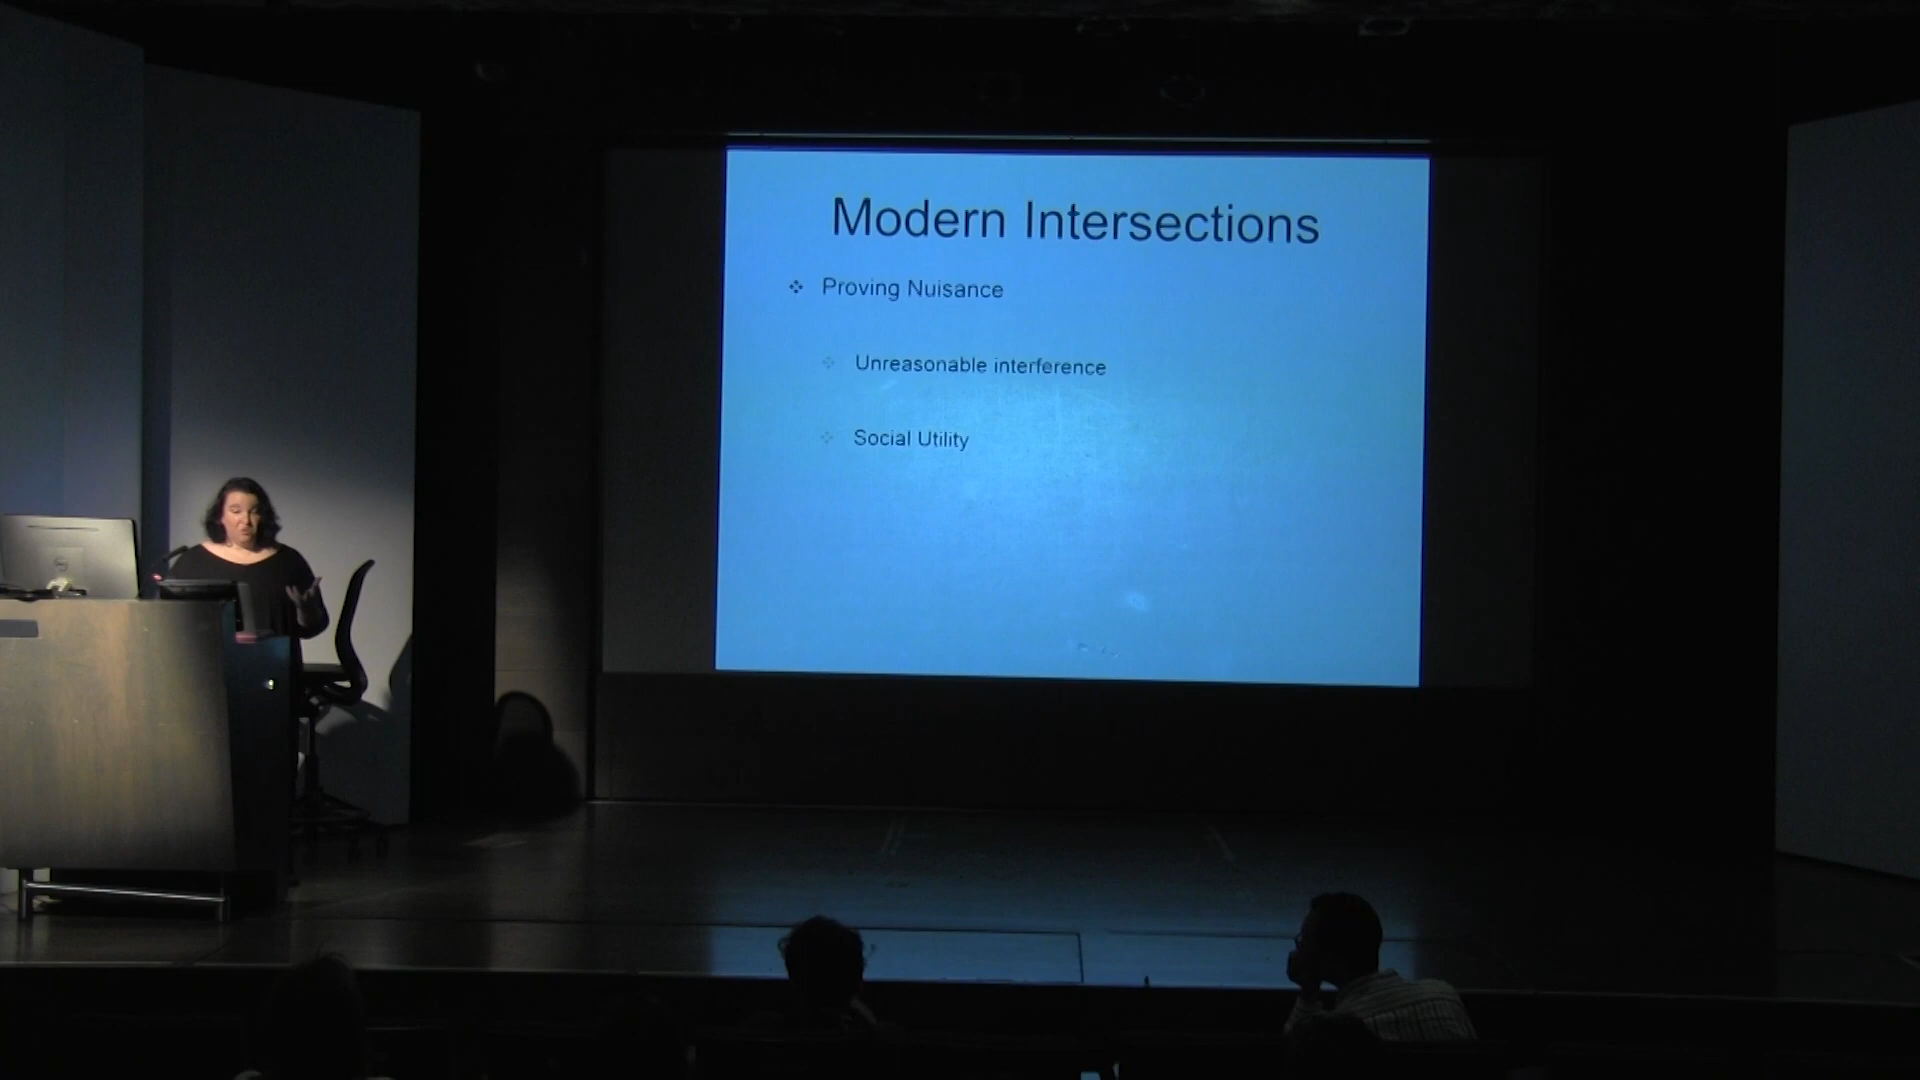 Modern Intersections
Proving Nuisance
Unreasonable interference
Social Utility